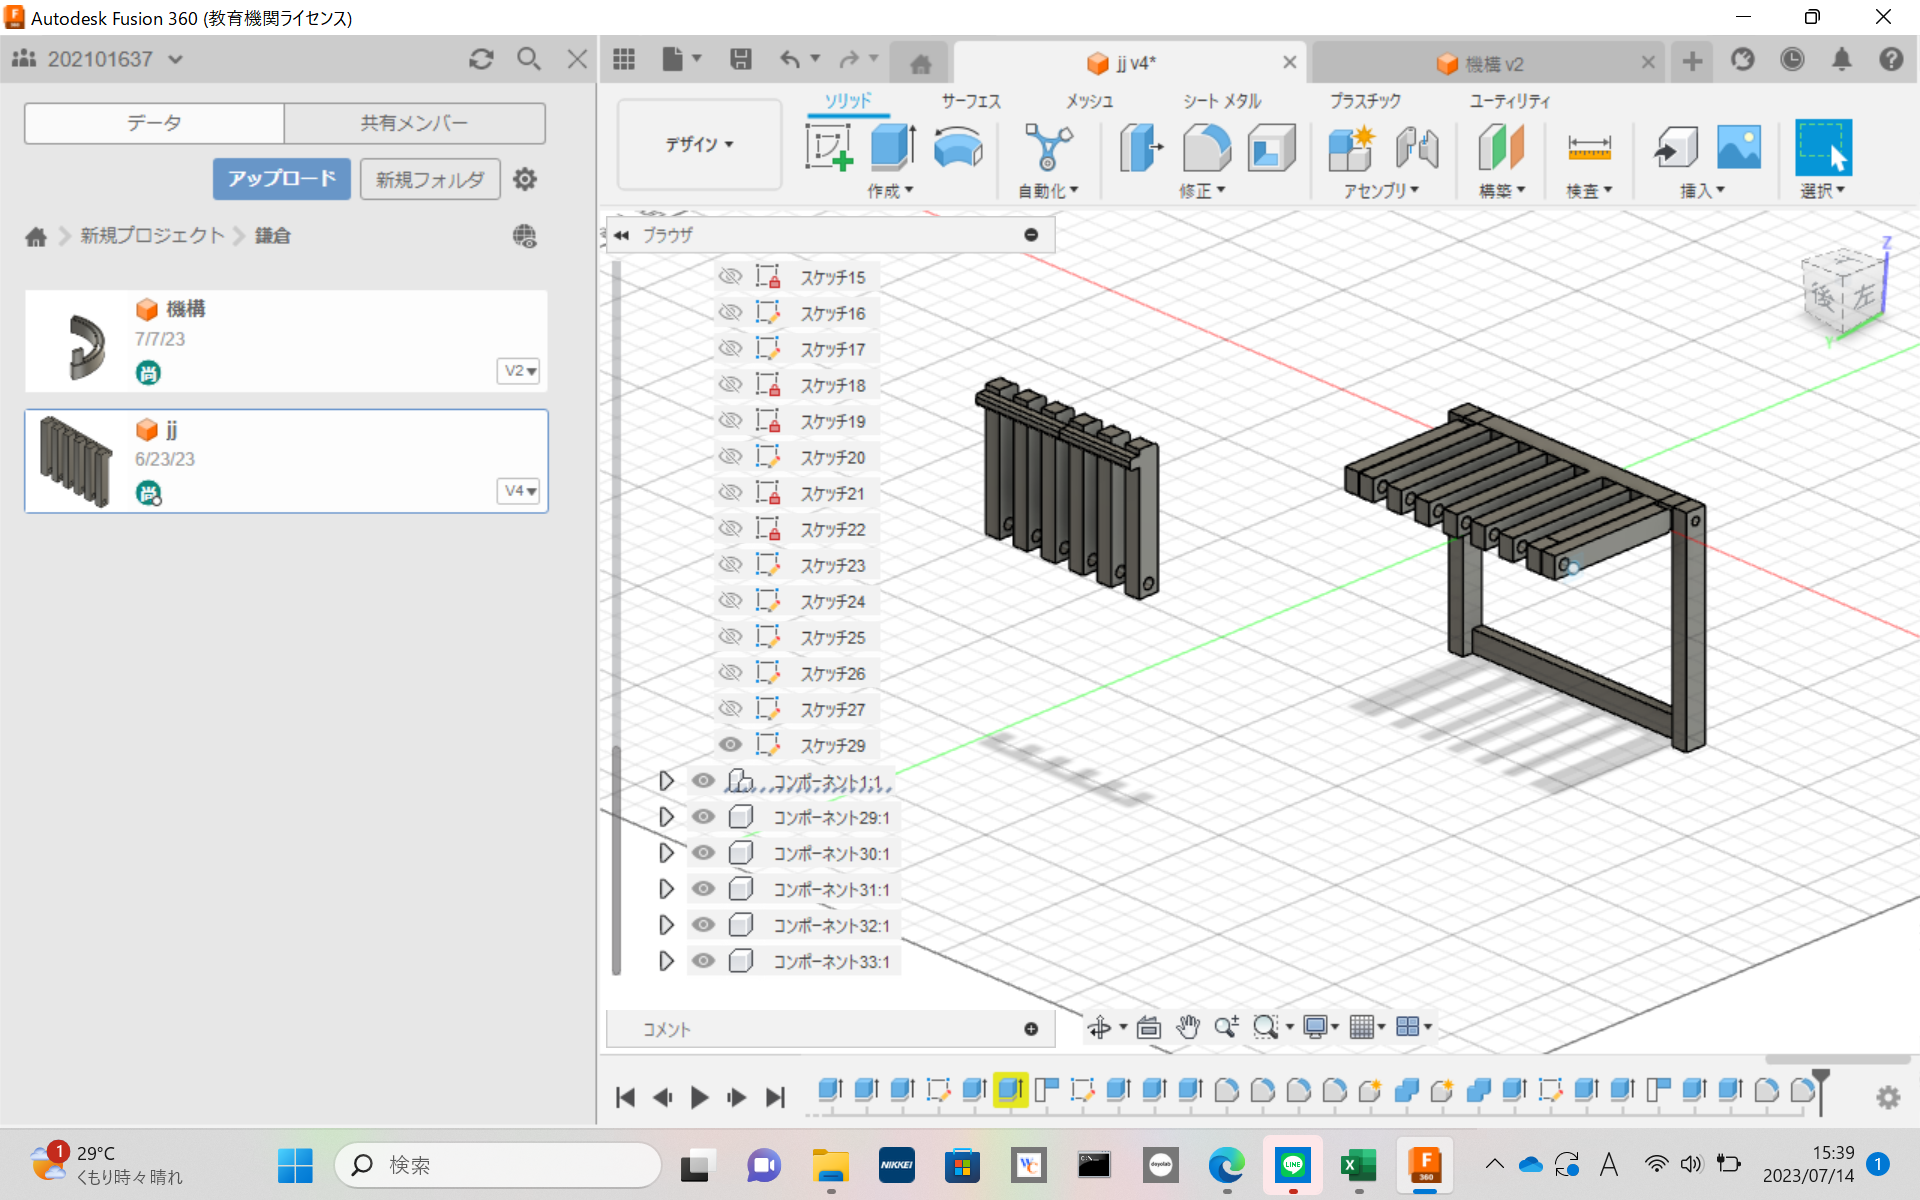 Autodesk Fusion 360 (教育機関ライセンス)
202101637
jj v4*
機構 v2
データ
共有メンバー
アップロード
新規フォルダ
新規プロジェクト
鎌倉
機構
7/7/23
尚
V2▼
jj
6/23/23
尚
V4▼
デザイン ▼
ソリッド
サーフェス
メッシュ
シート メタル
プラスチック
ユーティリティ
作成▼
自動化▼
修正▼
アセンブリ▼
構築▼
検査▼
挿入▼
選択▼
ブラウザ
スケッチ15
スケッチ16
スケッチ17
スケッチ18
スケッチ19
スケッチ20
スケッチ21
スケッチ22
スケッチ23
スケッチ24
スケッチ25
スケッチ26
スケッチ27
スケッチ29
コンポーネント1:1
コンポーネント29:1
コンポーネント30:1
コンポーネント31:1
コンポーネント32:1
コンポーネント33:1
Z
後
左
Y
コメント
1
29°C
くもり時々晴れ
検索
NIKKEI
WC
LINE
F
360
A
15:39
2023/07/14
1